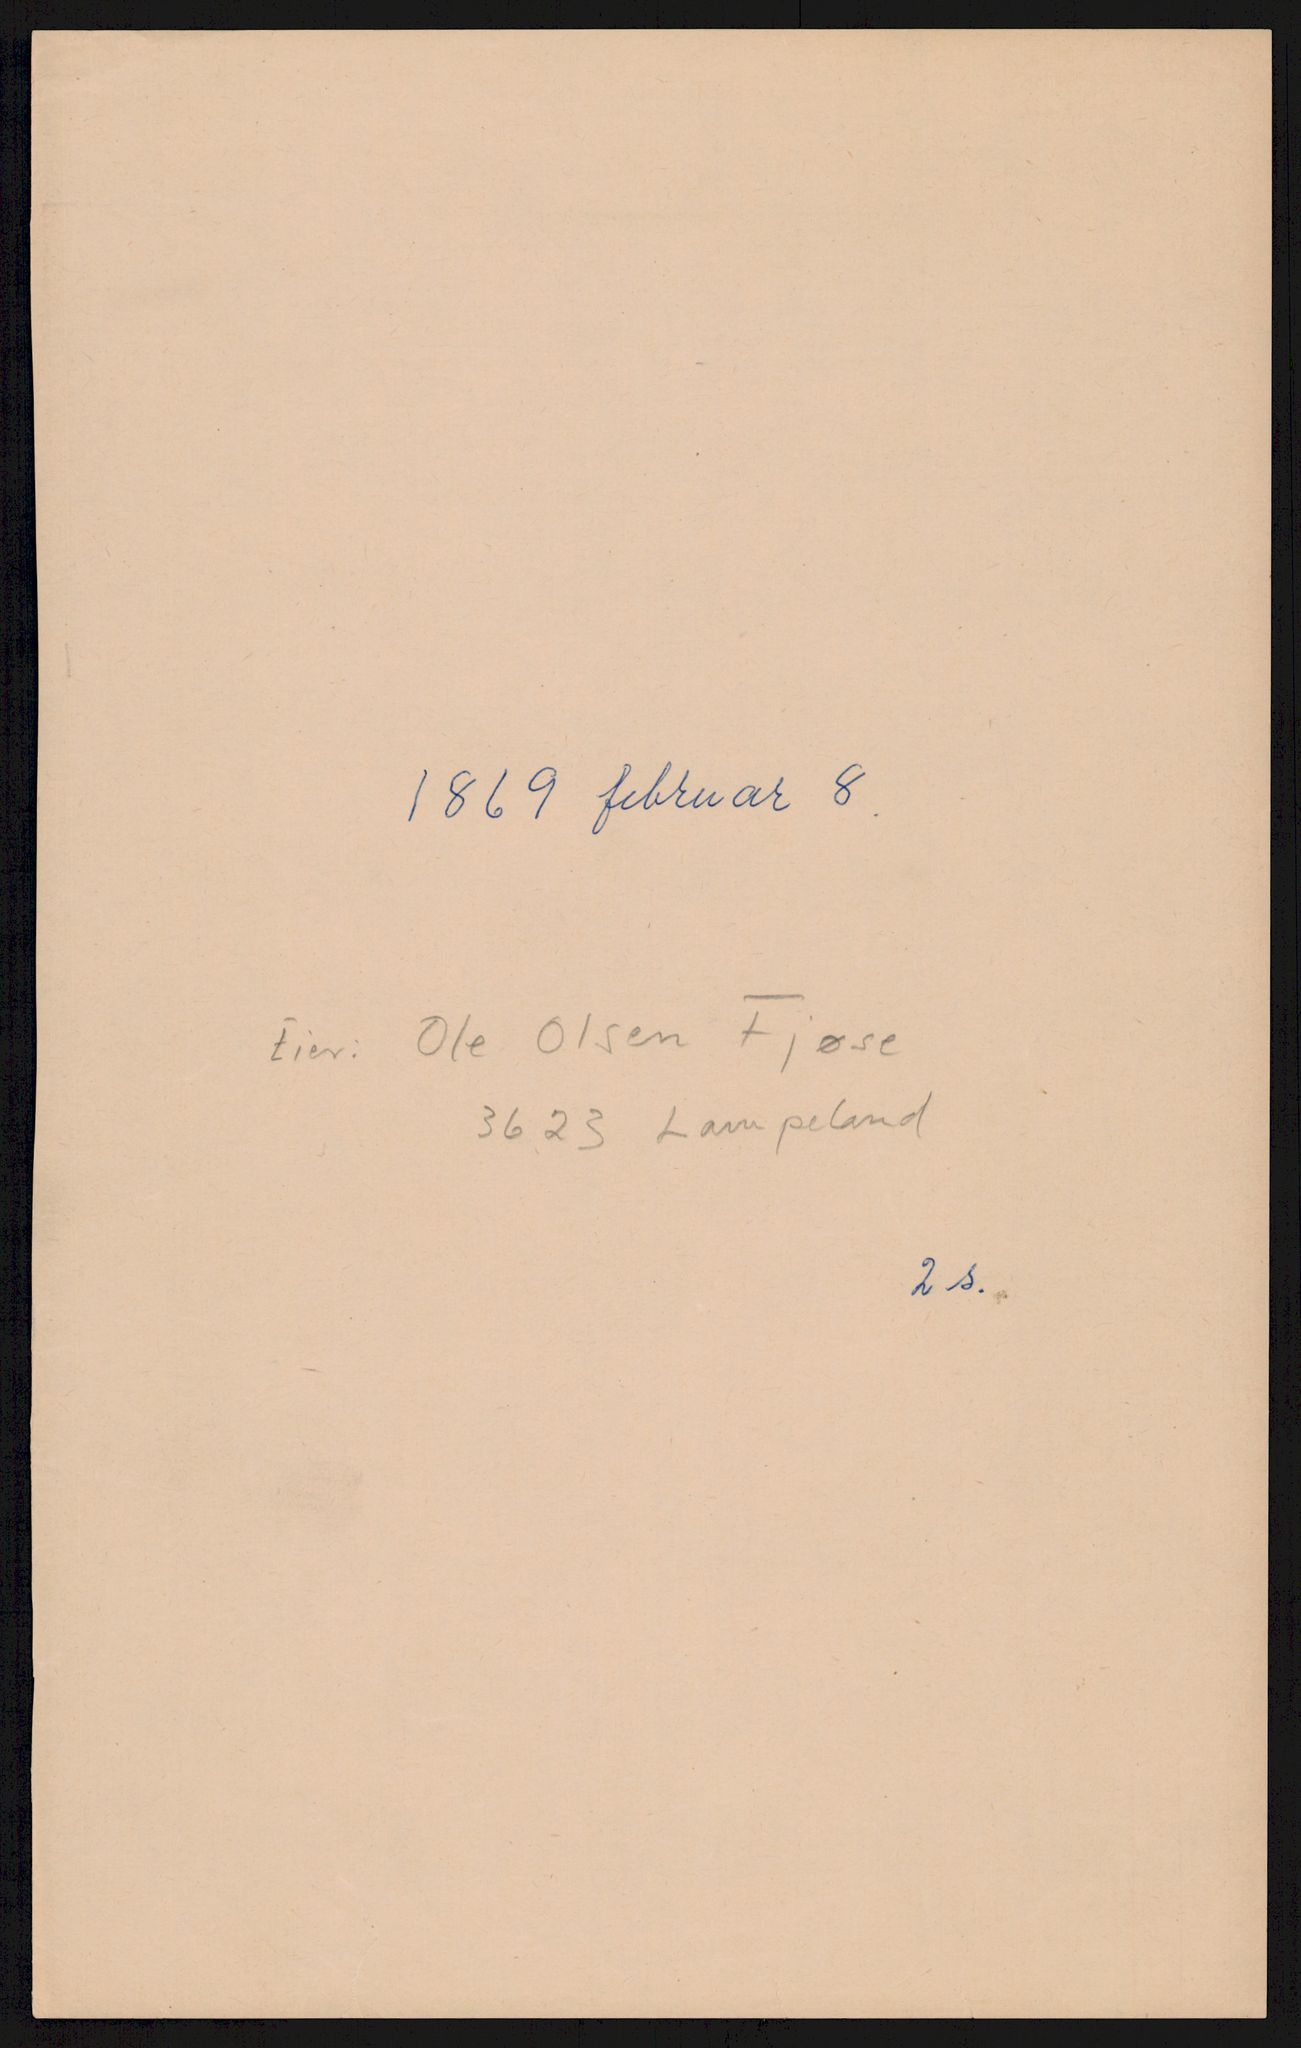 1869 februar 8.
Eier: Ole Olsen Fjøse
3623 Lampeland
2 s.